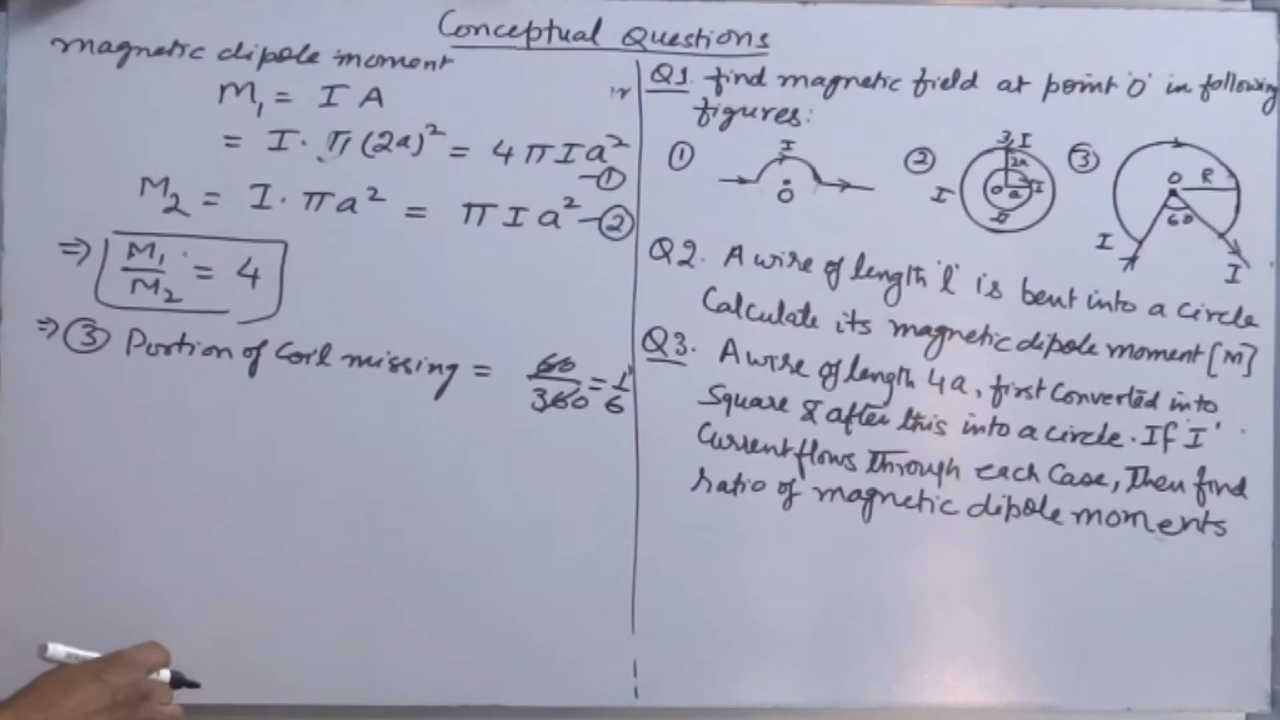 Conceptual Questions
magnetic dipole moment
M₁ = I A
= I · π(2a)² = 4πIa² —①
M₂ = I · πa² = πIa² —②
⇒ M₁/M₂ = 4
⇒ ③ Portion of Coil missing = 60/360 = 1/6
Q1. find magnetic field at point 'O' in following
figures:
① I O
② I I 2a O a I
③ O R 60 I I
Q2. A wire of length 'l' is bent into a circle
Calculate its magnetic dipole moment [M]
Q3. A wire of length 4a, first Converted into
Square & after this into a circle. If 'I'
Current flows Through each Case, Then find
ratio of magnetic dipole moments